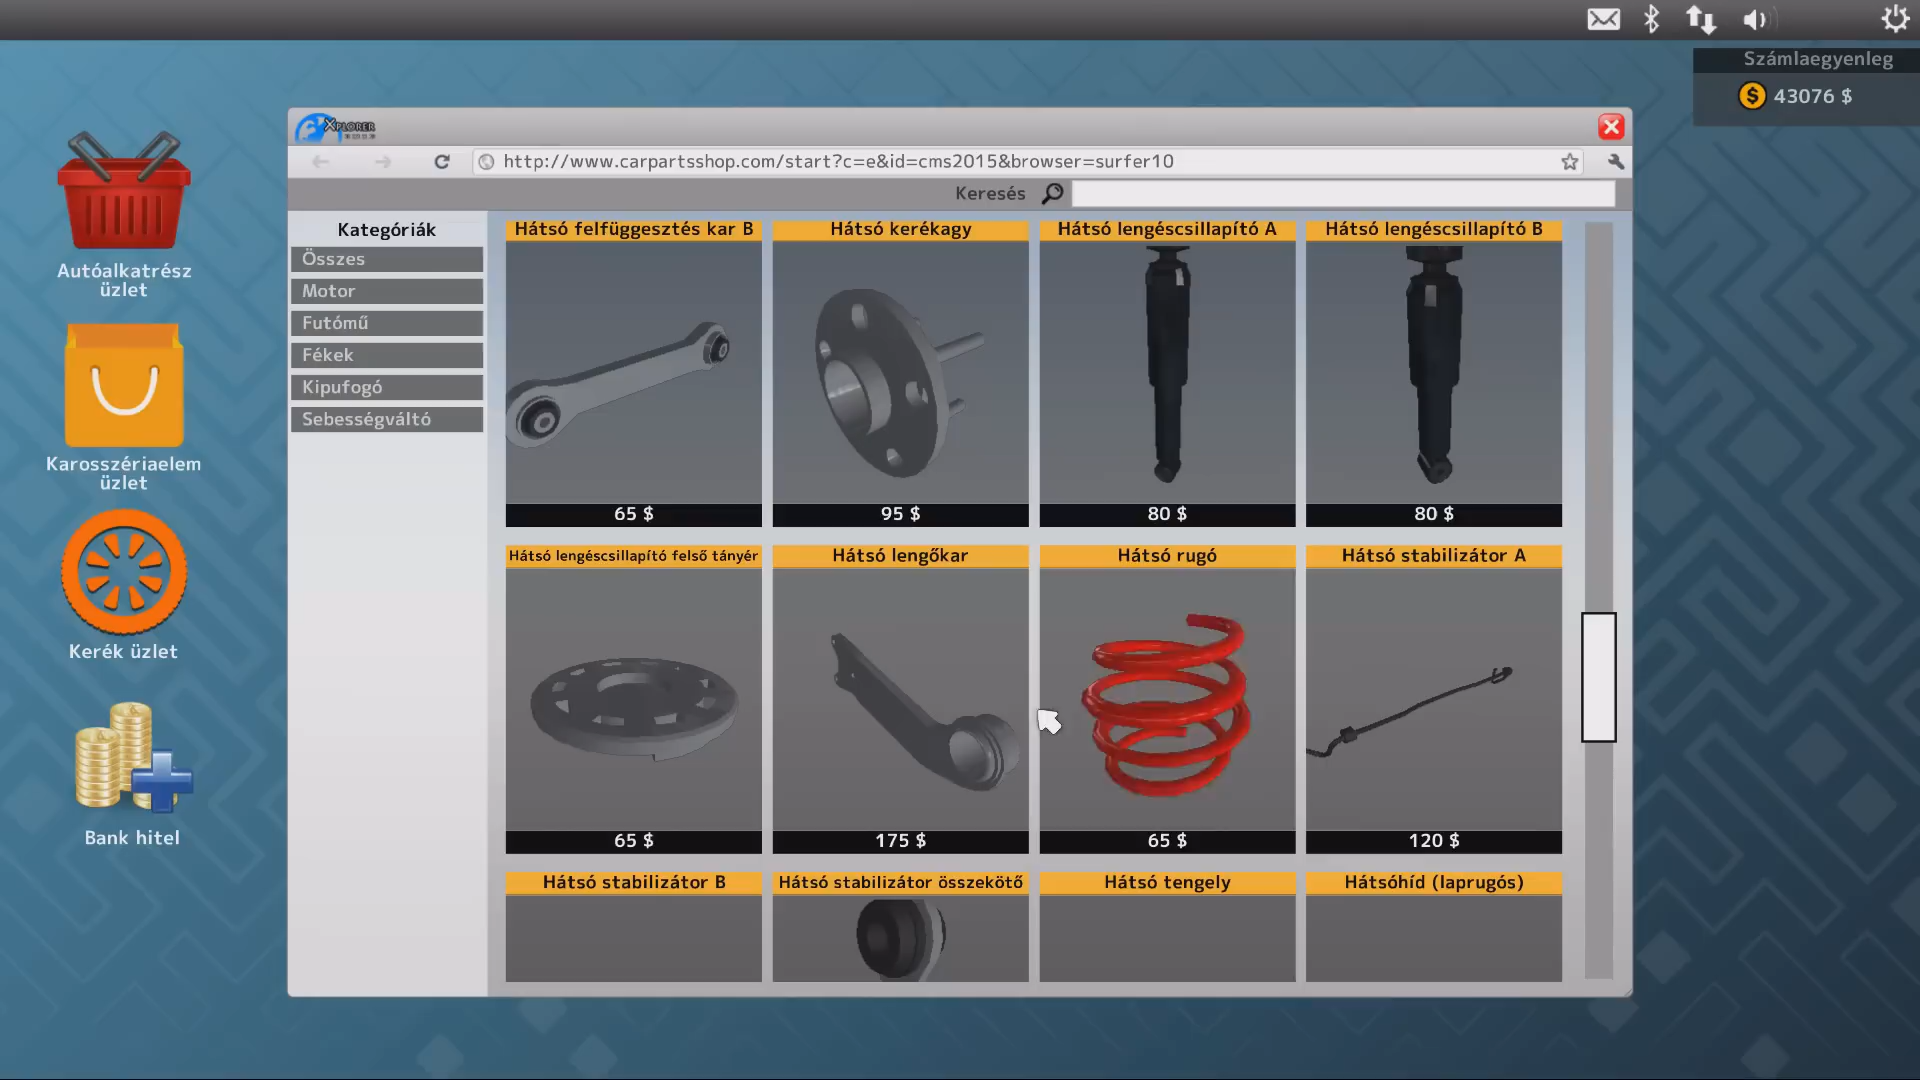 Számlaegyenleg
43076 $
XPLORER
http://www.carpartsshop.com/start?c=e&id=cms2015&browser=surfer10
Keresés
Autóalkatrész
üzlet
Karosszériaelem
üzlet
Kerék üzlet
Bank hitel
Kategóriák
Összes
Motor
Futómű
Fékek
Kipufogó
Sebességváltó
Hátsó felfüggesztés kar B
Hátsó kerékagy
Hátsó lengéscsillapító A
Hátsó lengéscsillapító B
65 $
95 $
80 $
80 $
Hátsó lengéscsillapító felső tányér
Hátsó lengőkar
Hátsó rugó
Hátsó stabilizátor A
65 $
175 $
65 $
120 $
Hátsó stabilizátor B
Hátsó stabilizátor összekötő
Hátsó tengely
Hátsóhíd (laprugós)